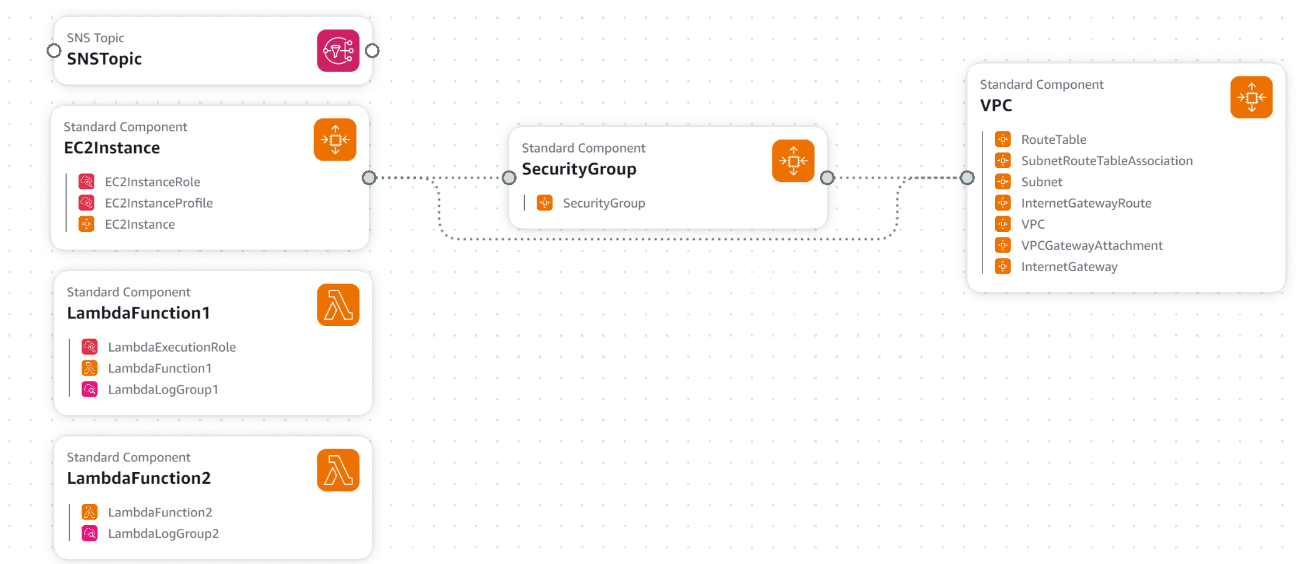 SNS Topic
SNSTopic
Standard Component
EC2Instance
EC2InstanceRole
EC2InstanceProfile
EC2Instance
Standard Component
LambdaFunction1
LambdaExecutionRole
LambdaFunction1
LambdaLogGroup1
Standard Component
LambdaFunction2
LambdaFunction2
LambdaLogGroup2
Standard Component
SecurityGroup
SecurityGroup
Standard Component
VPC
RouteTable
SubnetRouteTableAssociation
Subnet
InternetGatewayRoute
VPC
VPCGatewayAttachment
InternetGateway